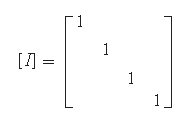 [I] = [1
1
1
1]